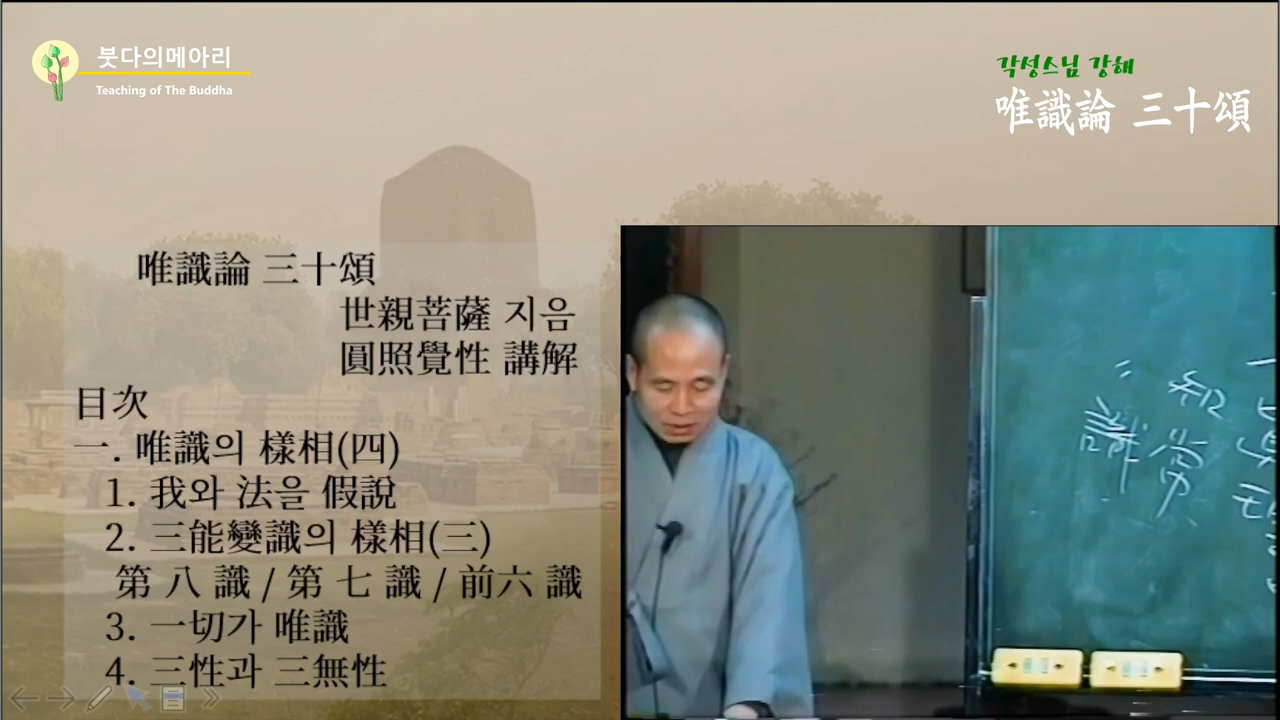 붓다의메아리
Teaching of The Buddha
각성스님 강해
唯識論 三十頌
唯識論 三十頌
世親菩薩 지음
圓照覺性 講解
目次
一. 唯識의 樣相(四)
1. 我와 法을 假說
2. 三能變識의 樣相(三)
第 八 識 / 第 七 識 / 前六 識
3. 一切가 唯識
4. 三性과 三無性